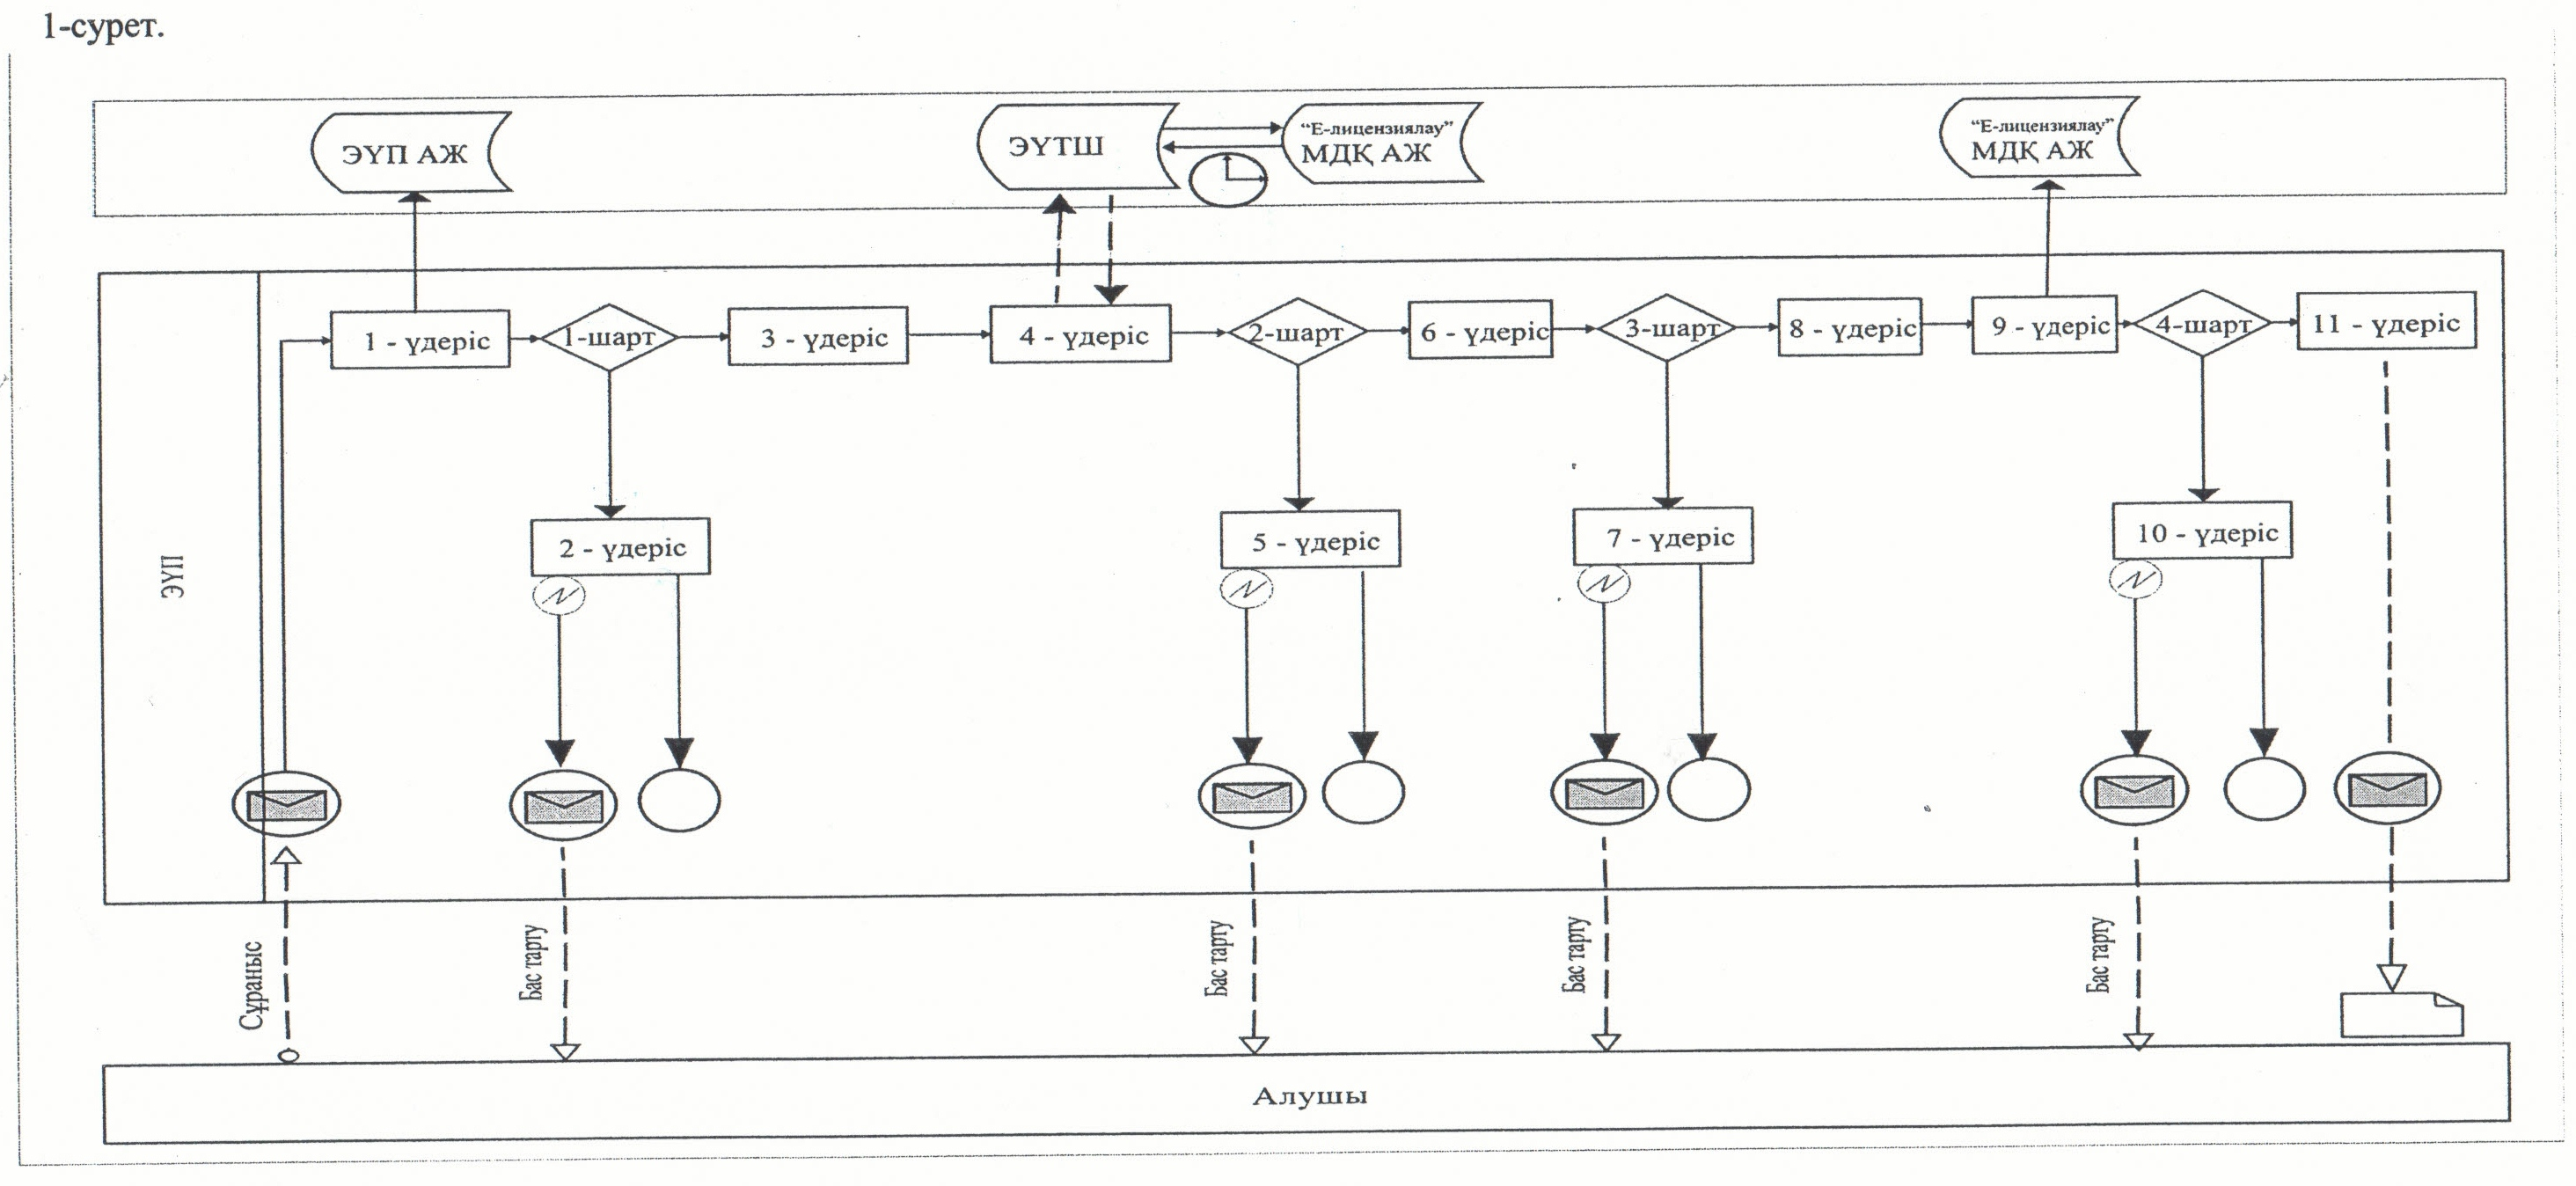 1-сурет.
ЭҮП АЖ
ЭҮТШ
“Е-лицензиялау”
МДҚ АЖ
“Е-лицензиялау”
МДҚ АЖ
ЭҮП
1 - үдеріс
1-шарт
3 - үдеріс
4 - үдеріс
2-шарт
6 - үдеріс
3-шарт
8 - үдеріс
9 - үдеріс
4-шарт
11 - үдеріс
2 - үдеріс
5 - үдеріс
7 - үдеріс
10 - үдеріс
Сұраныс
Бас тарту
Бас тарту
Бас тарту
Бас тарту
Алушы